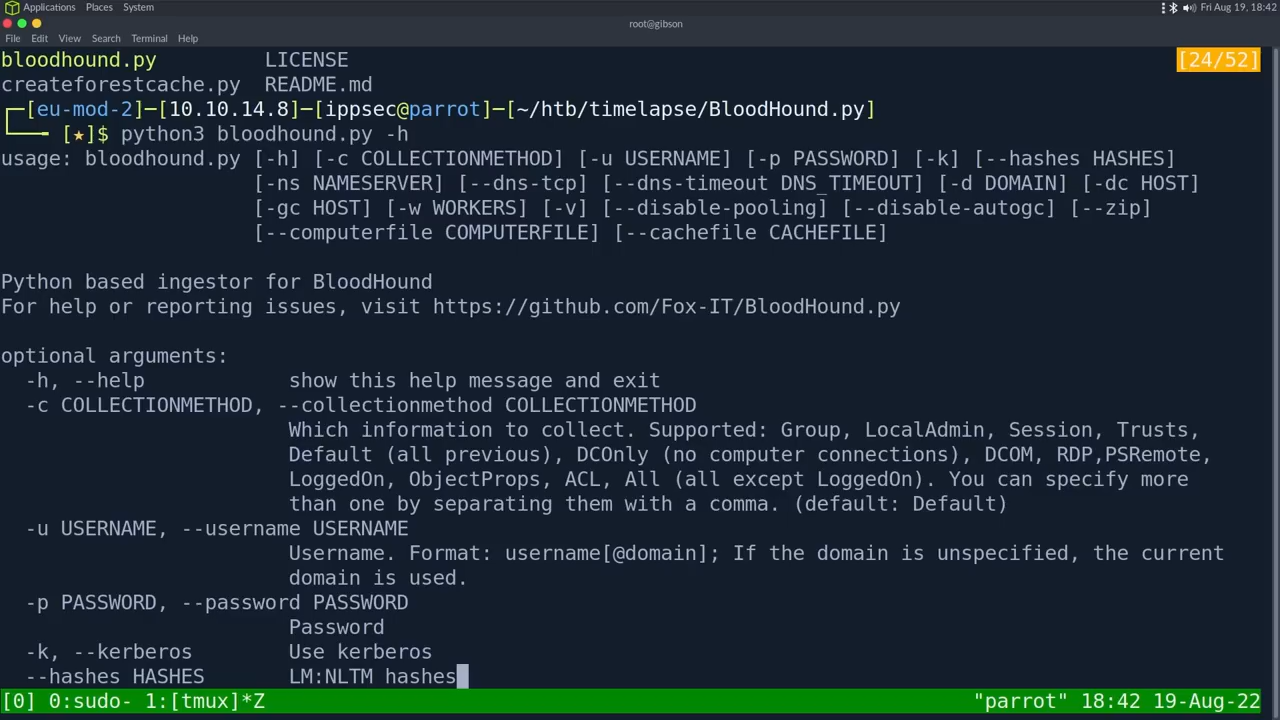 Applications Places System
Fri Aug 19, 18:42
root@gibson
File Edit View Search Terminal Help
bloodhound.py LICENSE
[24/52]
createforestcache.py README.md
┌─[eu-mod-2]─[10.10.14.8]─[ippsec@parrot]─[~/htb/timelapse/BloodHound.py]
└──╼ [★]$ python3 bloodhound.py -h
usage: bloodhound.py [-h] [-c COLLECTIONMETHOD] [-u USERNAME] [-p PASSWORD] [-k] [--hashes HASHES]
[-ns NAMESERVER] [--dns-tcp] [--dns-timeout DNS_TIMEOUT] [-d DOMAIN] [-dc HOST]
[-gc HOST] [-w WORKERS] [-v] [--disable-pooling] [--disable-autogc] [--zip]
[--computerfile COMPUTERFILE] [--cachefile CACHEFILE]
Python based ingestor for BloodHound
For help or reporting issues, visit https://github.com/Fox-IT/BloodHound.py
optional arguments:
-h, --help show this help message and exit
-c COLLECTIONMETHOD, --collectionmethod COLLECTIONMETHOD
Which information to collect. Supported: Group, LocalAdmin, Session, Trusts,
Default (all previous), DCOnly (no computer connections), DCOM, RDP,PSRemote,
LoggedOn, ObjectProps, ACL, All (all except LoggedOn). You can specify more
than one by separating them with a comma. (default: Default)
-u USERNAME, --username USERNAME
Username. Format: username[@domain]; If the domain is unspecified, the current
domain is used.
-p PASSWORD, --password PASSWORD
Password
-k, --kerberos Use kerberos
--hashes HASHES LM:NLTM hashes
[0] 0:sudo- 1:[tmux]*Z "parrot" 18:42 19-Aug-22